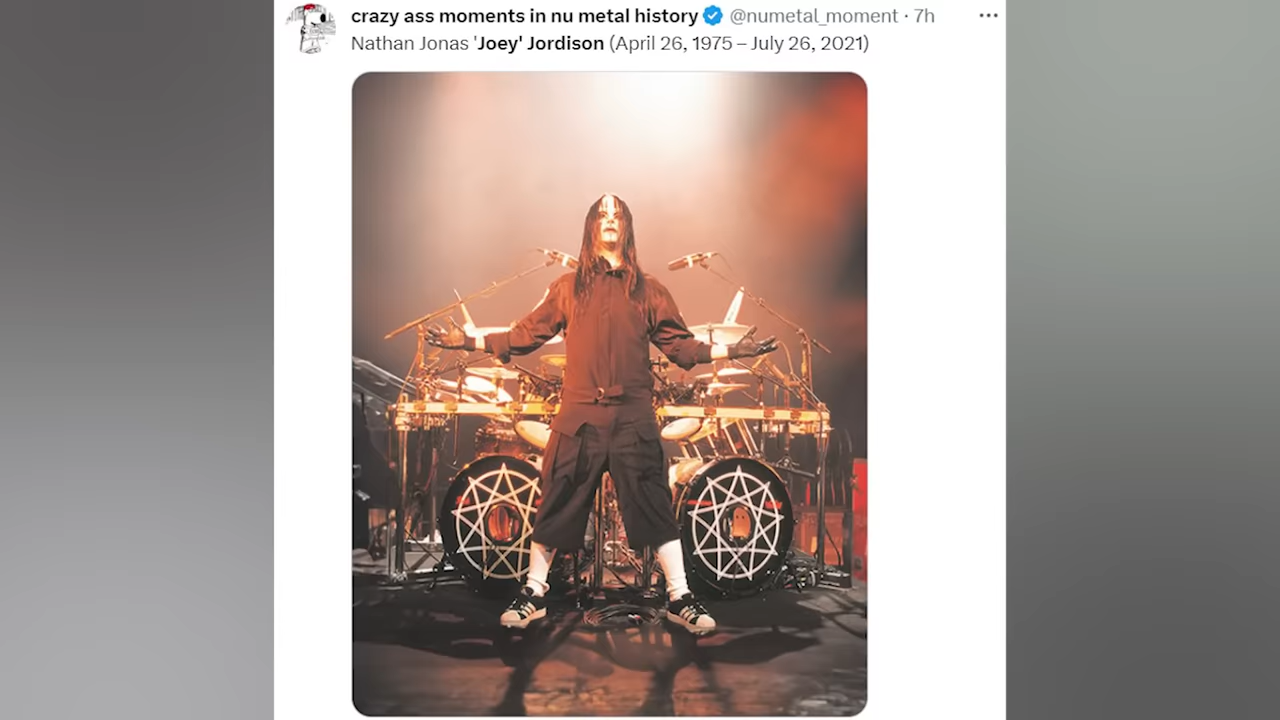 crazy ass moments in nu metal history @numetal_moment · 7h
Nathan Jonas 'Joey' Jordison (April 26, 1975 – July 26, 2021)